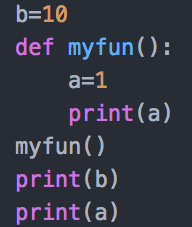 b=10
def myfun():
    a=1
    print(a)
myfun()
print(b)
print(a)